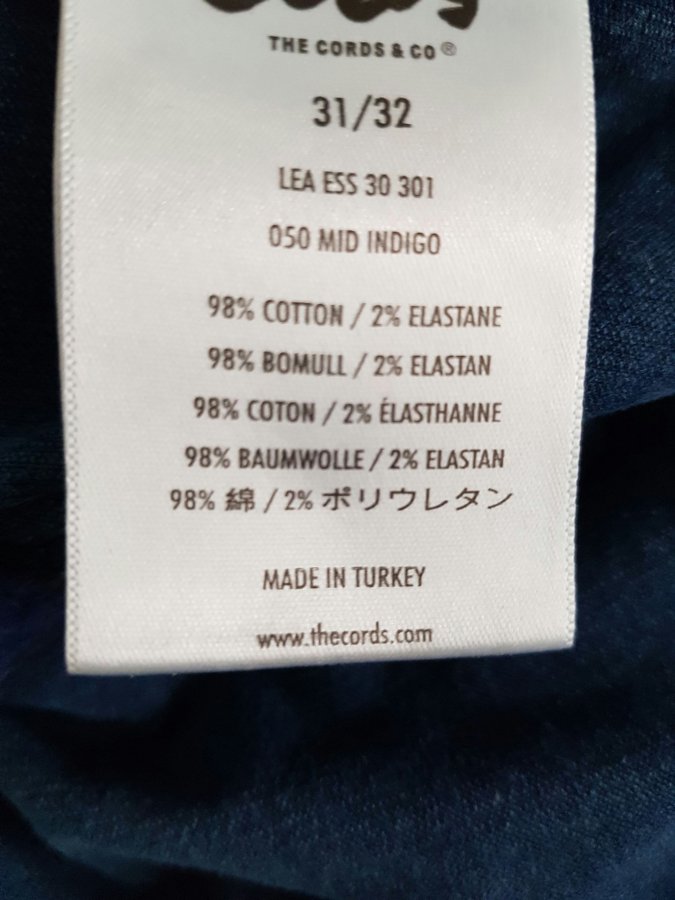 THE CORDS & CO®
31/32
LEA ESS 30 301
050 MID INDIGO
98% COTTON / 2% ELASTANE
98% BOMULL / 2% ELASTAN
98% COTON / 2% ÉLASTHANNE
98% BAUMWOLLE / 2% ELASTAN
98% 綿 / 2% ポリウレタン
MADE IN TURKEY
www.thecords.com